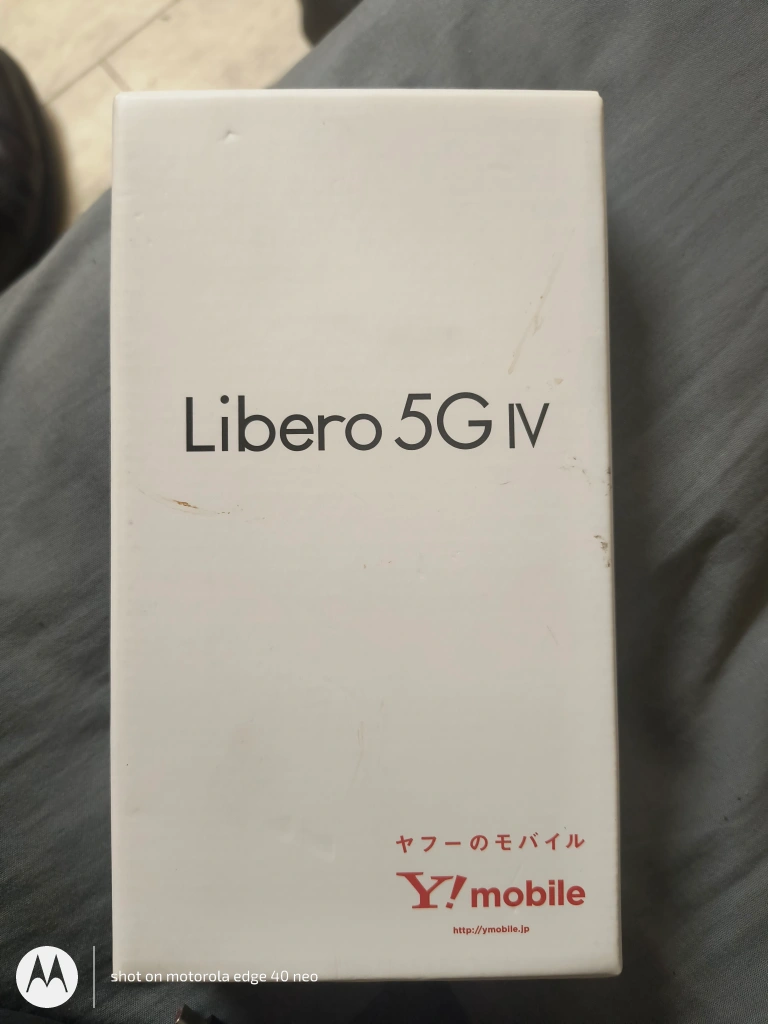 Libero 5G IV
ヤフーのモバイル
Y! mobile
http://ymobile.jp
shot on motorola edge 40 neo